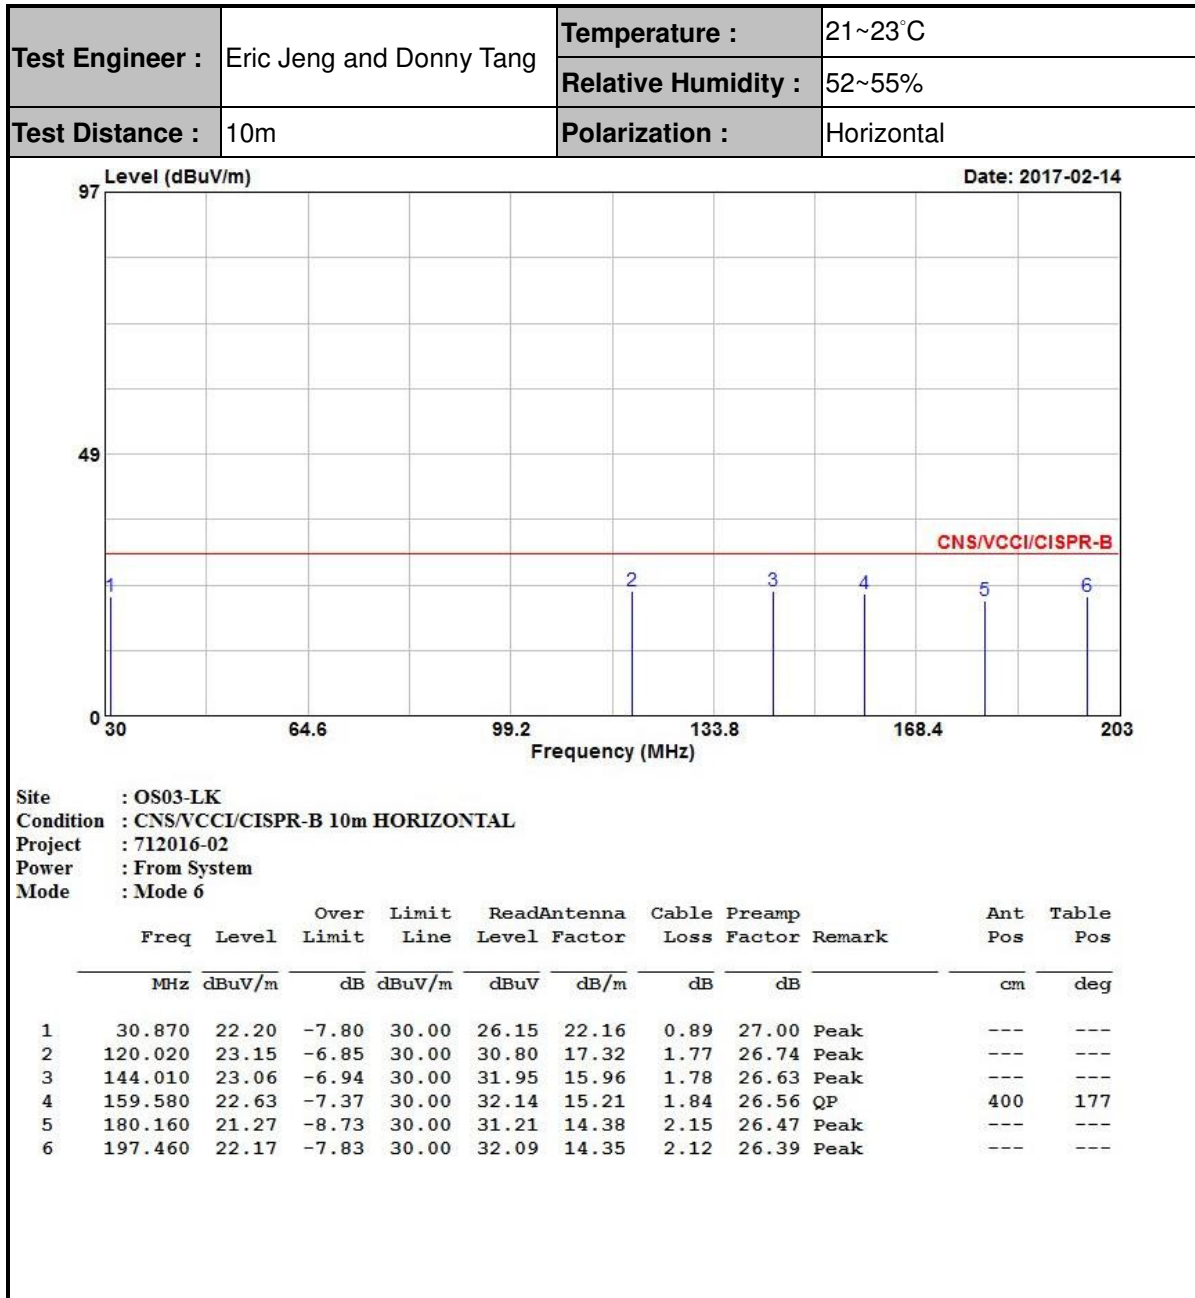 Test Engineer : Eric Jeng and Donny Tang Temperature : 21~23°C
Relative Humidity : 52~55%
Test Distance : 10m Polarization : Horizontal
Level (dBuV/m) Date: 2017-02-14
97
49
CNS/VCCI/CISPR-B
1 2 3 4 5 6
0
30 64.6 99.2 133.8 168.4 203
Frequency (MHz)
Site : OS03-LK
Condition : CNS/VCCI/CISPR-B 10m HORIZONTAL
Project : 712016-02
Power : From System
Mode : Mode 6
Over Limit ReadAntenna Cable Preamp Ant Table
Freq Level Limit Line Level Factor Loss Factor Remark Pos Pos
MHz dBuV/m dB dBuV/m dBuV dB/m dB dB cm deg
1 30.870 22.20 -7.80 30.00 26.15 22.16 0.89 27.00 Peak --- ---
2 120.020 23.15 -6.85 30.00 30.80 17.32 1.77 26.74 Peak --- ---
3 144.010 23.06 -6.94 30.00 31.95 15.96 1.78 26.63 Peak --- ---
4 159.580 22.63 -7.37 30.00 32.14 15.21 1.84 26.56 QP 400 177
5 180.160 21.27 -8.73 30.00 31.21 14.38 2.15 26.47 Peak --- ---
6 197.460 22.17 -7.83 30.00 32.09 14.35 2.12 26.39 Peak --- ---